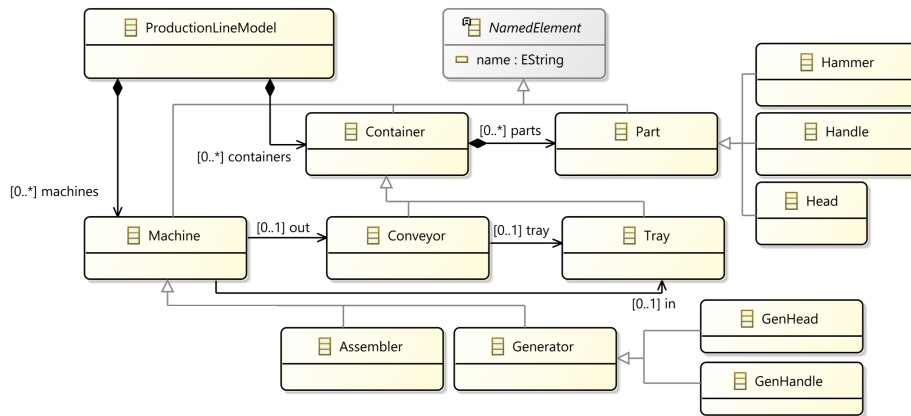 ProductionLineModel
NamedElement
name : EString
Hammer
Container
[0..*] parts
Part
Handle
[0..*] containers
[0..*] machines
Head
Machine
[0..1] out
Conveyor
[0..1] tray
Tray
[0..1] in
GenHead
Assembler
Generator
GenHandle